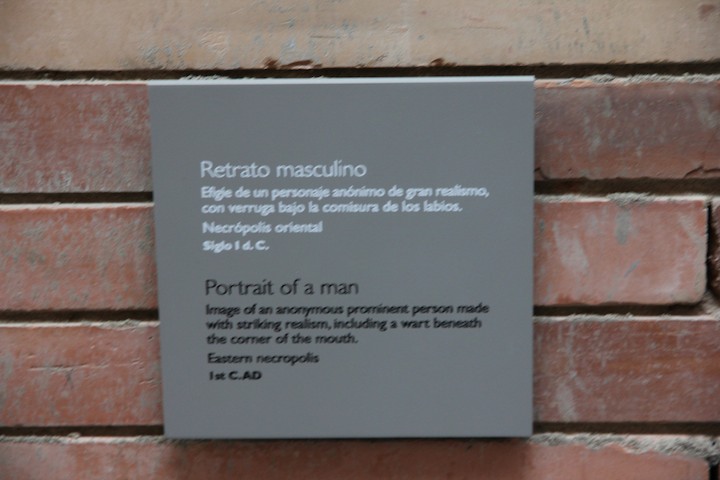 Retrato masculino
Efigie de un personaje anónimo de gran realismo,
con verruga bajo la comisura de los labios.
Necrópolis oriental
Siglo I d. C.
Portrait of a man
Image of an anonymous prominent person made
with striking realism, including a wart beneath
the corner of the mouth.
Eastern necropolis
1st C.AD